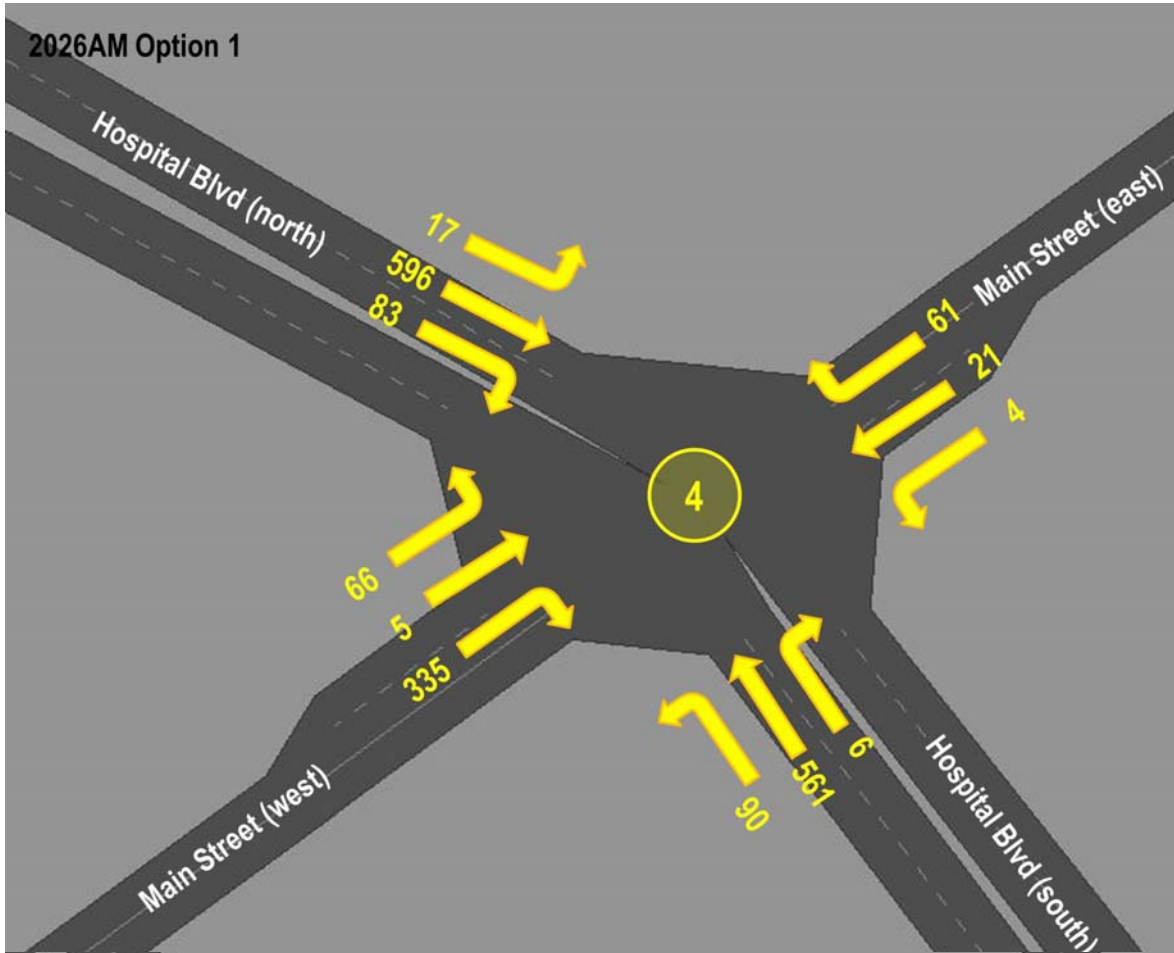 2026AM Option 1
Hospital Blvd (north)
Main Street (east)
17
596
83
61
21
4
4
66
5
335
6
561
90
Main Street (west)
Hospital Blvd (south)